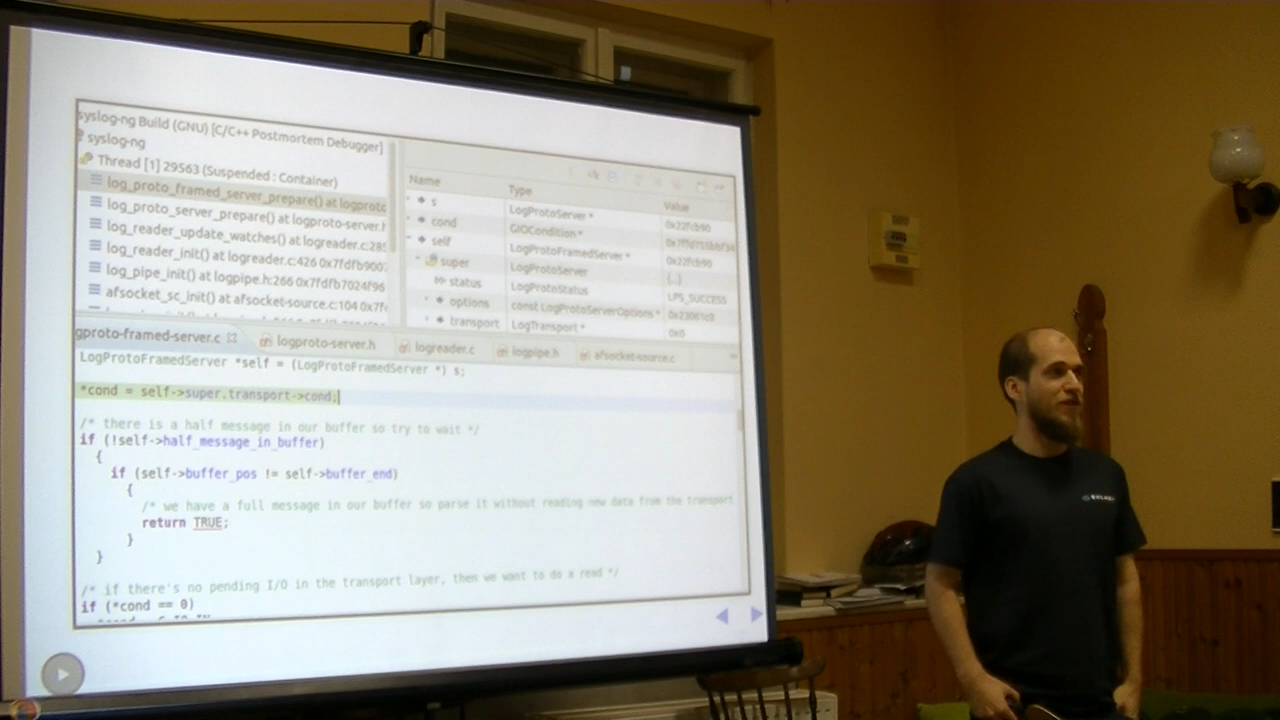 syslog-ng Build (GNU) [C/C++ Postmortem Debugger]
syslog-ng
Thread [1] 29563 (Suspended : Container)
log_proto_framed_server_prepare() at logproto
log_proto_server_prepare() at logproto-server.h
log_reader_update_watches() at logreader.c:285
log_reader_init() at logreader.c:426 0x7fdfb9007
log_pipe_init() at logpipe.h:266 0x7fdfb7024f96
afsocket_sc_init() at afsocket-source.c:104 0x7f
Name Type Value
s LogProtoServer * 0x22fcb90
cond GIOCondition *
self LogProtoFramedServer * 0x22fcb90
super LogProtoServer {...}
status LogProtoStatus LPS_SUCCESS
options const LogProtoServerOptions *
transport LogTransport * 0x0
gproto-framed-server.c logproto-server.h logreader.c logpipe.h afsocket-source.c
LogProtoFramedServer *self = (LogProtoFramedServer *) s;
*cond = self->super.transport->cond;
/* there is a half message in our buffer so try to wait */
if (!self->half_message_in_buffer)
{
if (self->buffer_pos != self->buffer_end)
{
/* we have a full message in our buffer so parse it without reading new data from the transport
return TRUE;
}
}
/* if there's no pending I/O in the transport layer, then we want to do a read */
if (*cond == 0)